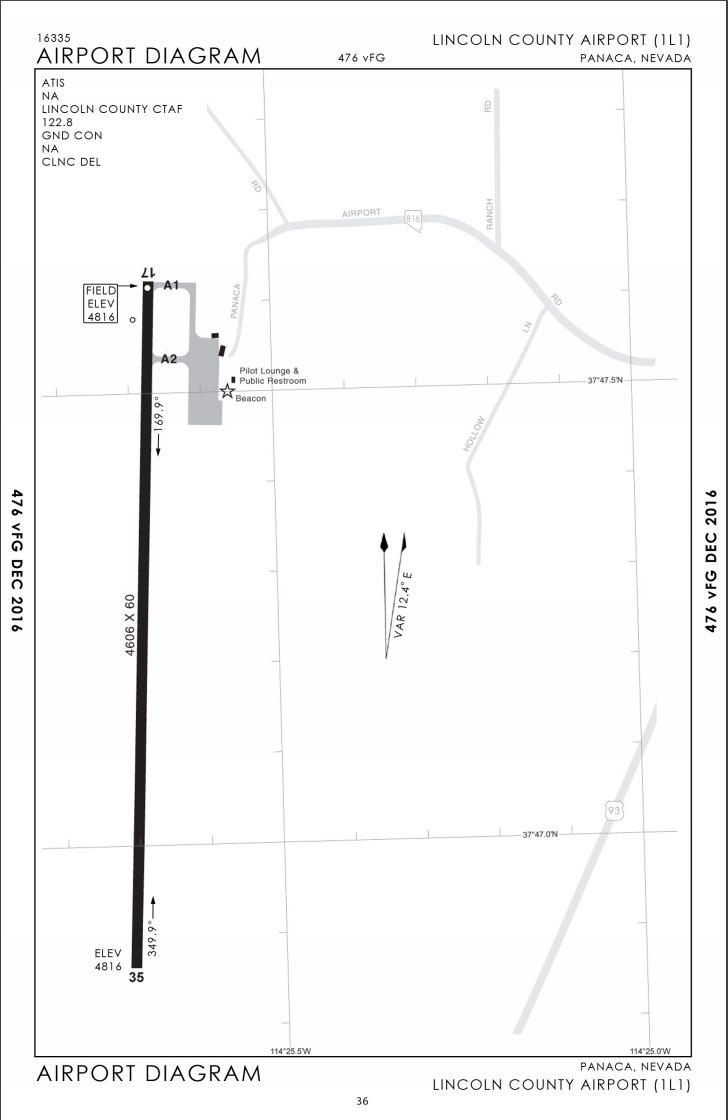 16335
AIRPORT DIAGRAM
476 vFG
LINCOLN COUNTY AIRPORT (1L1)
PANACA, NEVADA
ATIS
NA
LINCOLN COUNTY CTAF
122.8
GND CON
NA
CLNC DEL
RD
RD
AIRPORT
816
RANCH
RD
PANACA
LN
HOLLOW
17
A1
FIELD
ELEV
4816
A2
Pilot Lounge &
Public Restroom
Beacon
37°47.5'N
169.9°
476 vFG DEC 2016
476 vFG DEC 2016
VAR 12.4° E
4606 X 60
93
37°47.0'N
349.9°
ELEV
4816
35
114°25.5'W
114°25.0'W
AIRPORT DIAGRAM
PANACA, NEVADA
LINCOLN COUNTY AIRPORT (1L1)
36